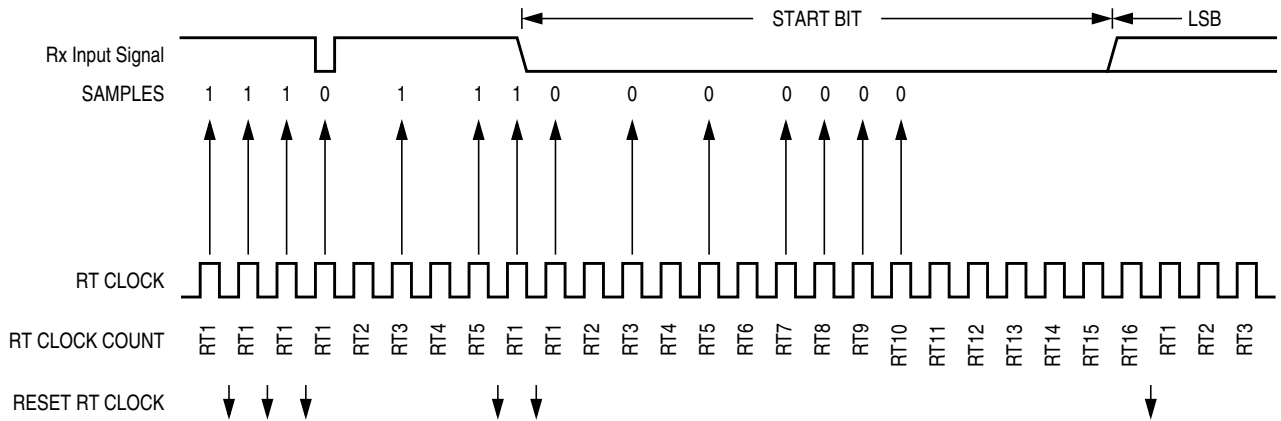 START BIT LSB
Rx Input Signal
SAMPLES 1 1 1 0 1 1 1 0 0 0 0 0 0 0
RT CLOCK
RT CLOCK COUNT RT1 RT1 RT1 RT1 RT2 RT3 RT4 RT5 RT1 RT1 RT2 RT3 RT4 RT5 RT6 RT7 RT8 RT9 RT10 RT11 RT12 RT13 RT14 RT15 RT16 RT1 RT2 RT3
RESET RT CLOCK